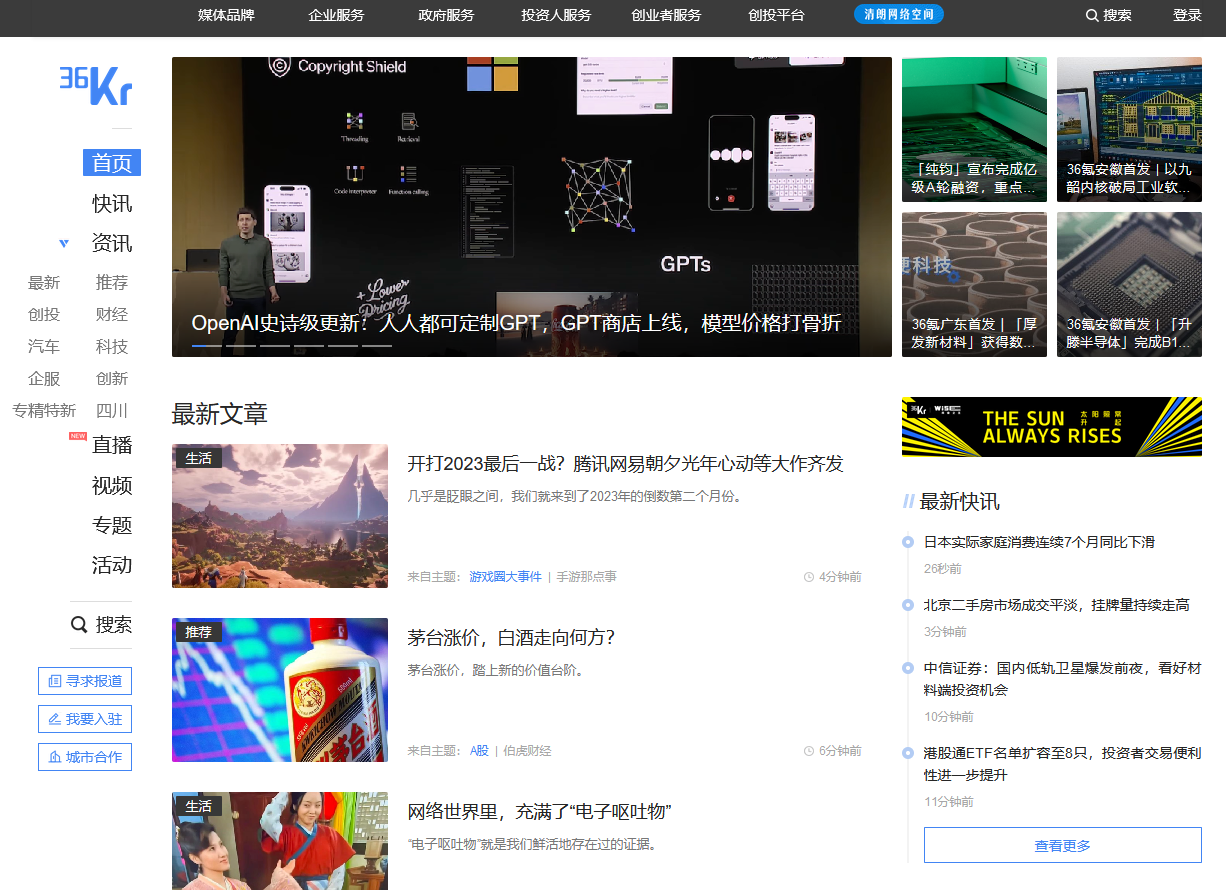 媒体品牌
企业服务
政府服务
投资人服务
创业者服务
创投平台
清朗网络空间
搜索
登录
36Kr
首页
快讯
资讯
最新
推荐
创投
财经
汽车
科技
企服
创新
专精特新
四川
NEW
直播
视频
专题
活动
搜索
寻求报道
我要入驻
城市合作
Copyright Shield
Threading
Retrieval
Code Interpreter
Function calling
GPTs
Lower
Pricing
OpenAI史诗级更新？人人都可定制GPT，GPT商店上线，模型价格打骨折
「纯钧」宣布完成亿
级A轮融资，重点...
36氪安徽首发 | 以九
韶内核破局工业软...
更科技
36氪广东首发 | 「厚
发新材料」获得数...
36氪安徽首发 | 「升
滕半导体」完成B1...
最新文章
生活
开打2023最后一战？腾讯网易朝夕光年心动等大作齐发
几乎是眨眼之间，我们就来到了2023年的倒数第二个月份。
来自主题： 游戏圈大事件 | 手游那点事
4分钟前
推荐
茅台涨价，白酒走向何方？
茅台涨价，踏上新的价值台阶。
来自主题： A股 | 伯虎财经
6分钟前
生活
网络世界里，充满了“电子呕吐物”
“电子呕吐物”就是我们鲜活地存在过的证据。
36Kr WISE
THE SUN
ALWAYS RISES
太阳照常
升起
最新快讯
日本实际家庭消费连续7个月同比下滑
26秒前
北京二手房市场成交平淡，挂牌量持续走高
3分钟前
中信证券：国内低轨卫星爆发前夜，看好材
料端投资机会
10分钟前
港股通ETF名单扩容至8只，投资者交易便利
性进一步提升
11分钟前
查看更多